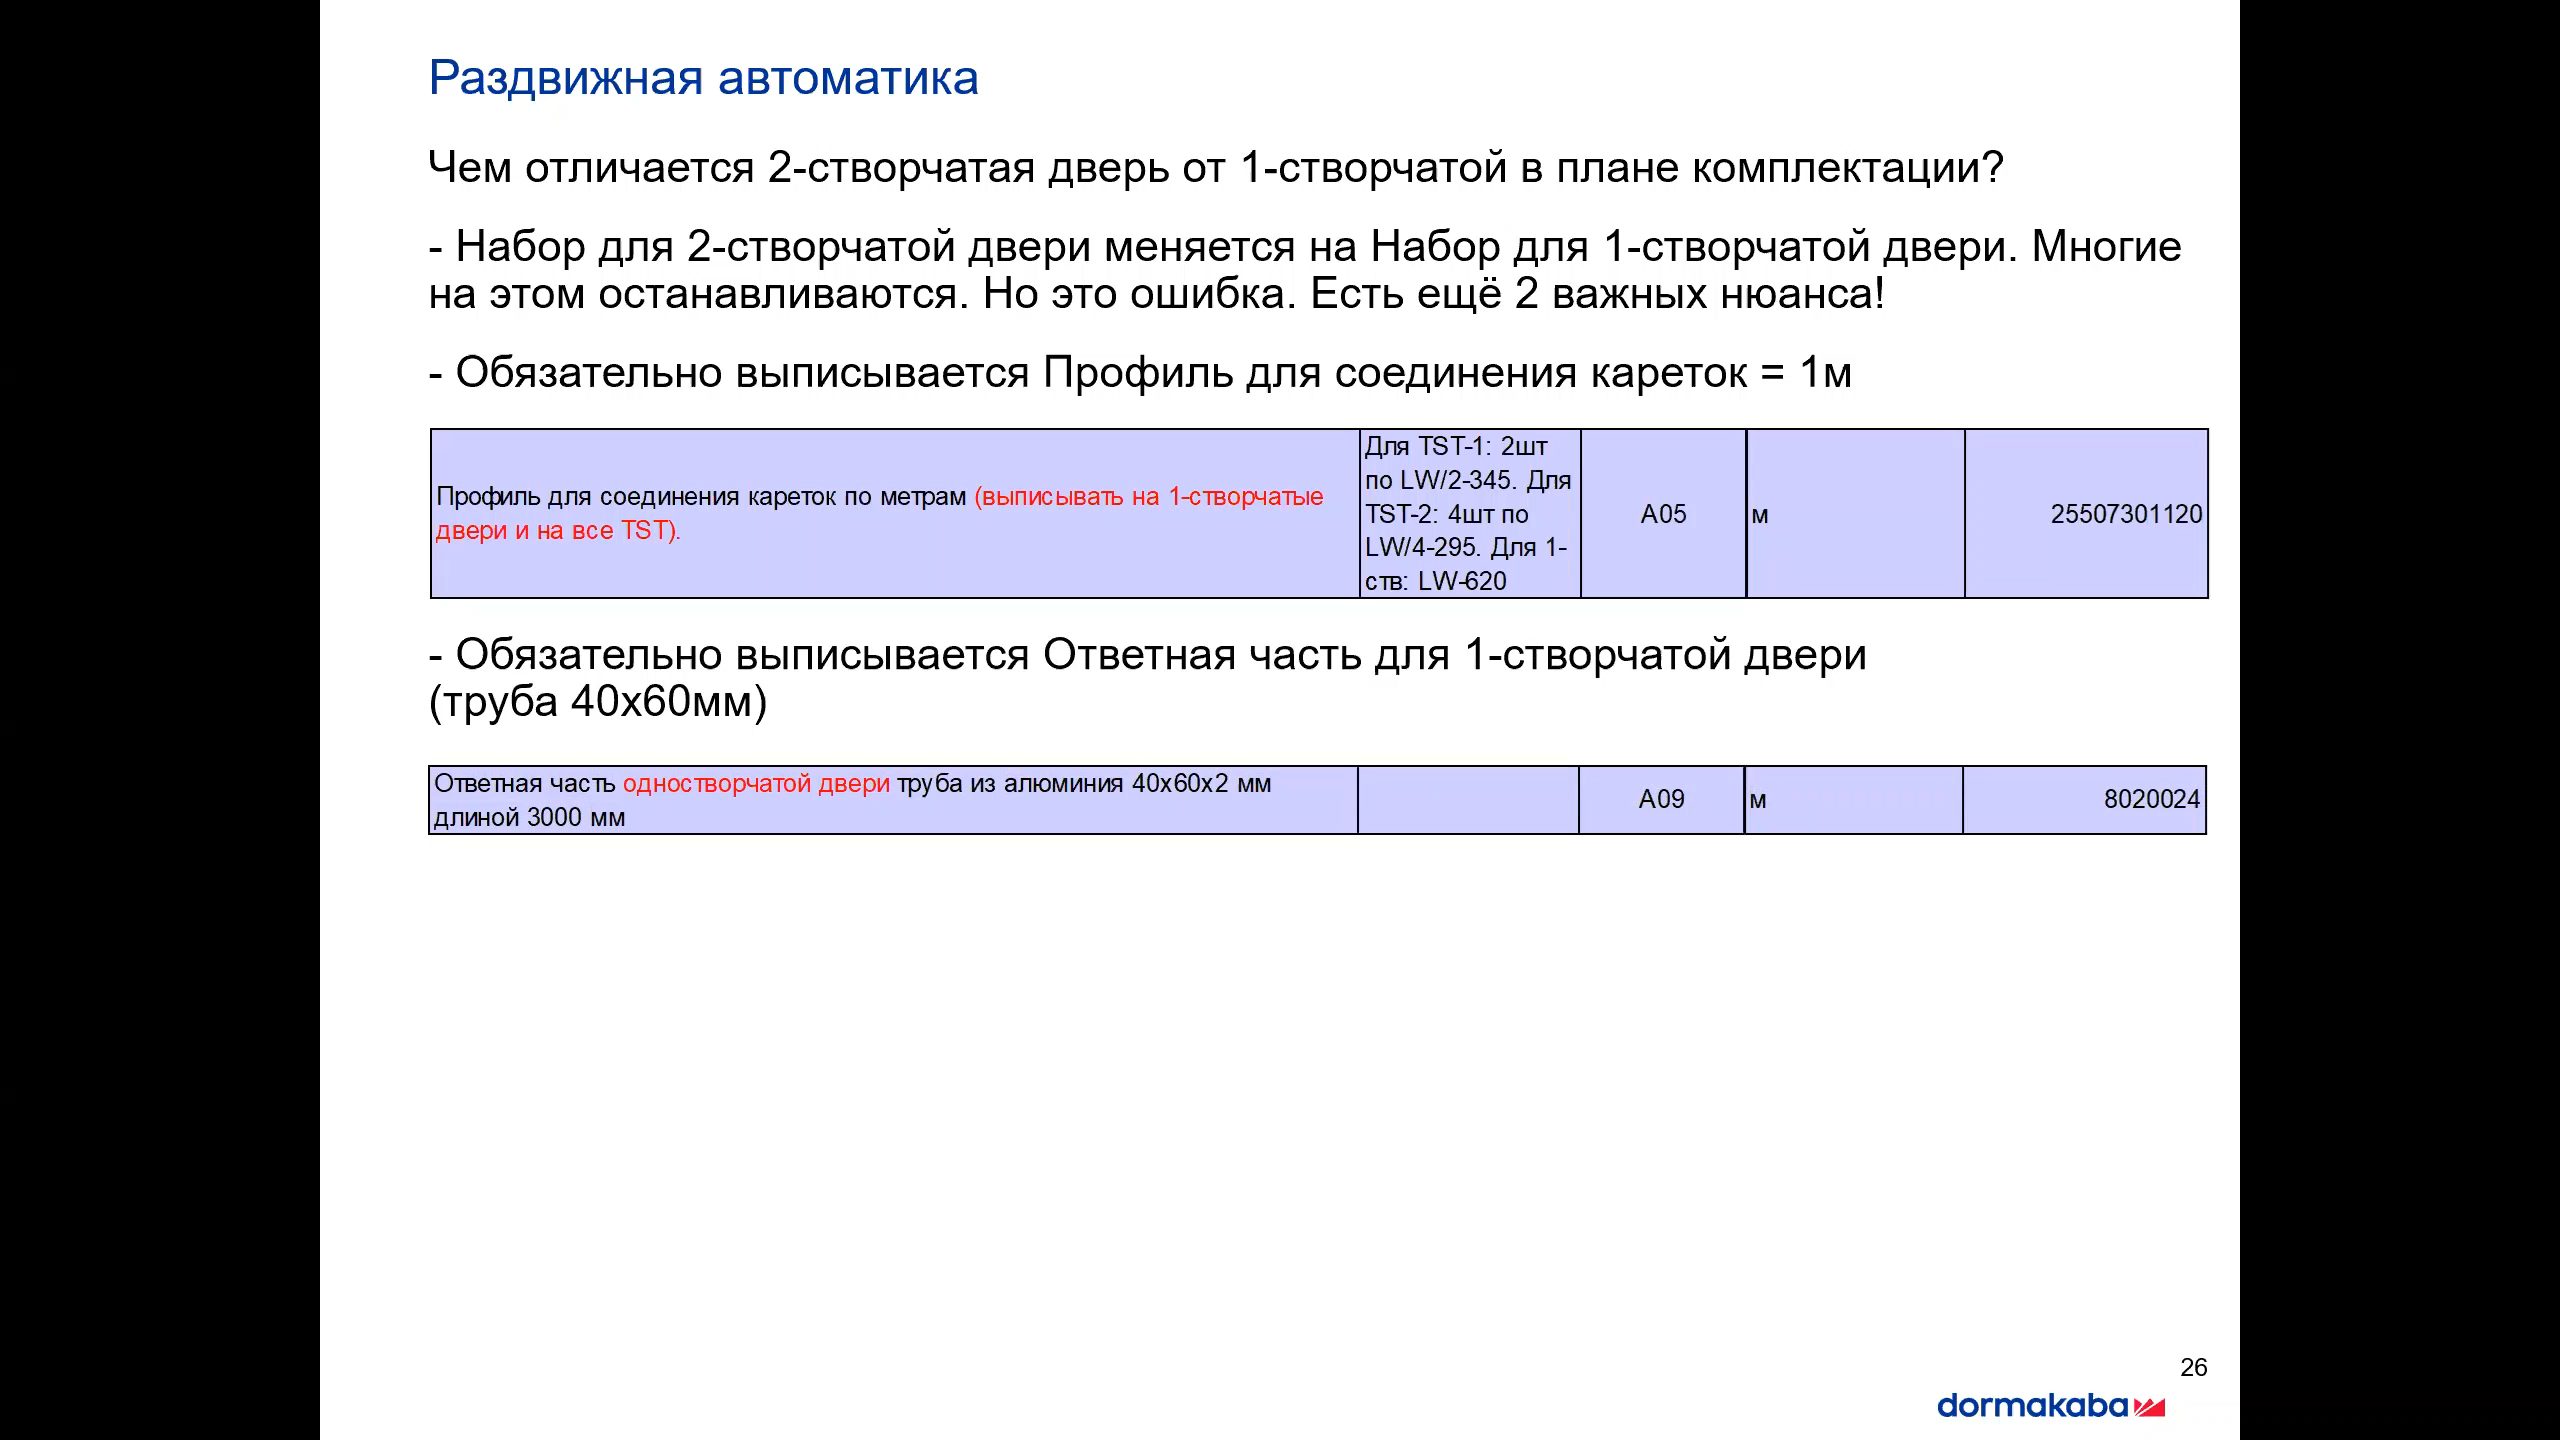 Раздвижная автоматика
Чем отличается 2-створчатая дверь от 1-створчатой в плане комплектации?
- Набор для 2-створчатой двери меняется на Набор для 1-створчатой двери. Многие
на этом останавливаются. Но это ошибка. Есть ещё 2 важных нюанса!
- Обязательно выписывается Профиль для соединения кареток = 1м
Профиль для соединения кареток по метрам (выписывать на 1-створчатые
двери и на все TST).
Для TST-1: 2шт
по LW/2-345. Для
TST-2: 4шт по
LW/4-295. Для 1-
ств: LW-620
A05
м
25507301120
- Обязательно выписывается Ответная часть для 1-створчатой двери
(труба 40х60мм)
Ответная часть одностворчатой двери труба из алюминия 40х60х2 мм
длиной 3000 мм
A09
м
8020024
26
dormakaba